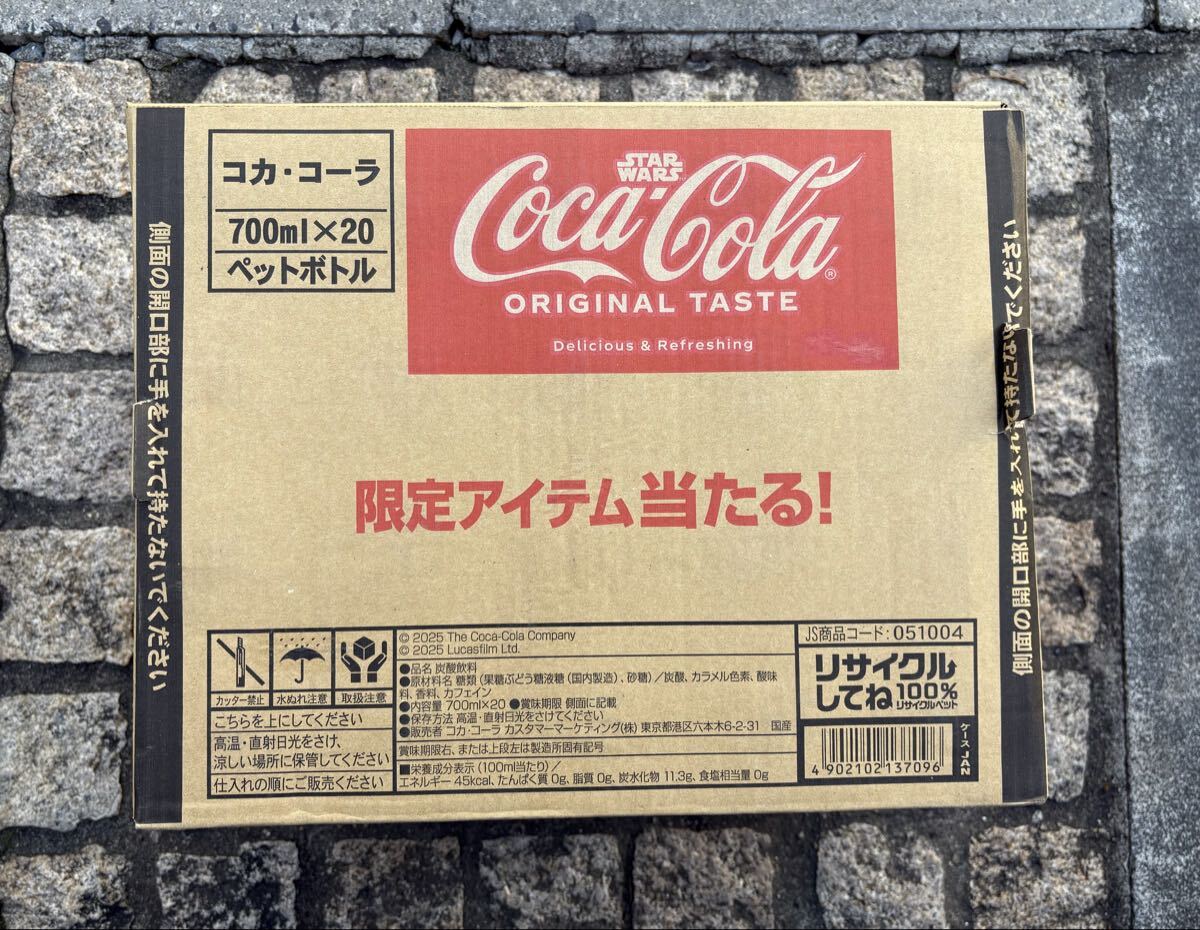 コカ・コーラ
700ml×20
ペットボトル
STAR
WARS
Coca-Cola®
ORIGINAL TASTE
Delicious & Refreshing
側面の開口部に手を入れて持たないでください
側面の開口部に手を入れて持たないでください
限定アイテム当たる!
カッター禁止
水ぬれ注意
取扱注意
こちらを上にしてください
高温・直射日光をさけ、
涼しい場所に保管してください
仕入れの順にご販売ください
© 2025 The Coca-Cola Company
© 2025 Lucasfilm Ltd.
●品名 炭酸飲料
●原材料名 糖類(果糖ぶどう糖液糖(国内製造)、砂糖)/炭酸、カラメル色素、酸味
料、香料、カフェイン
●内容量 700ml×20 ●賞味期限 側面に記載
●保存方法 高温・直射日光をさけてください
●販売者 コカ・コーラ カスタマーマーケティング(株) 東京都港区六本木6-2-31 国産
賞味期限右、または上段左は製造所固有記号
■栄養成分表示(100ml当たり)/
エネルギー 45kcal、たんぱく質 0g、脂質 0g、炭水化物 11.3g、食塩相当量 0g
JS商品コード:051004
リサイクル
してね
100%
リサイクルペット
4902102137096
ケースJAN